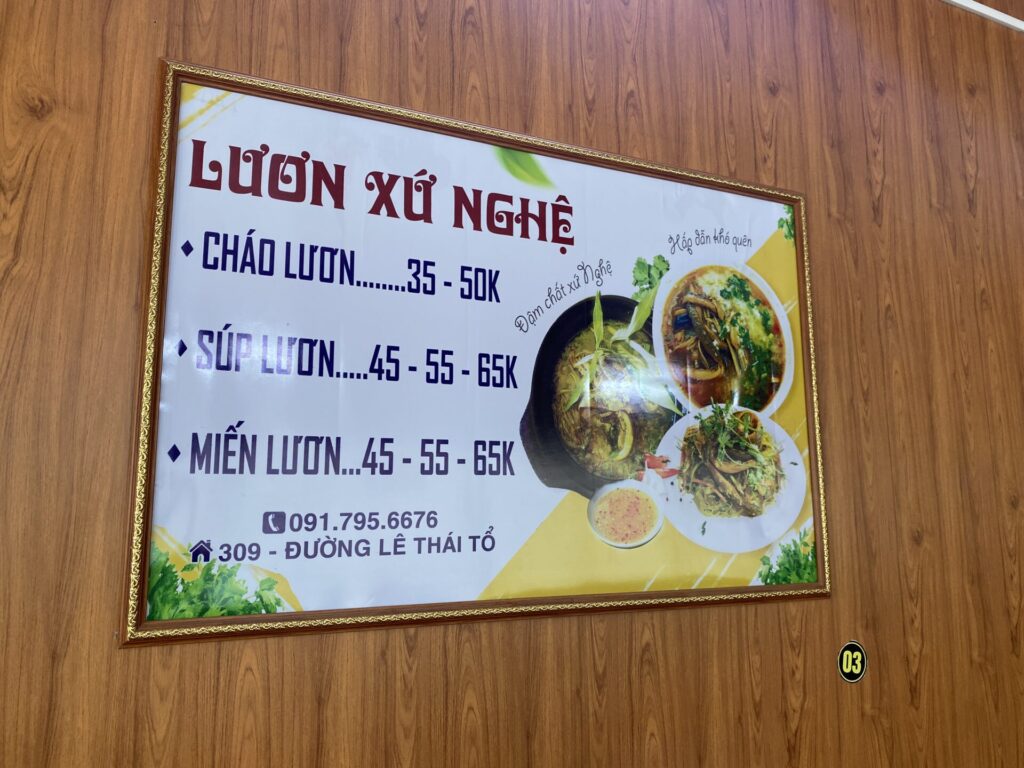 LƯƠN XỨ NGHỆ
CHÁO LƯƠN........35 - 50K
SÚP LƯƠN.....45 - 55 - 65K
MIẾN LƯƠN...45 - 55 - 65K
091.795.6676
309 - ĐƯỜNG LÊ THÁI TỔ
Đậm chất xứ Nghệ
Hấp dẫn khó quên
03